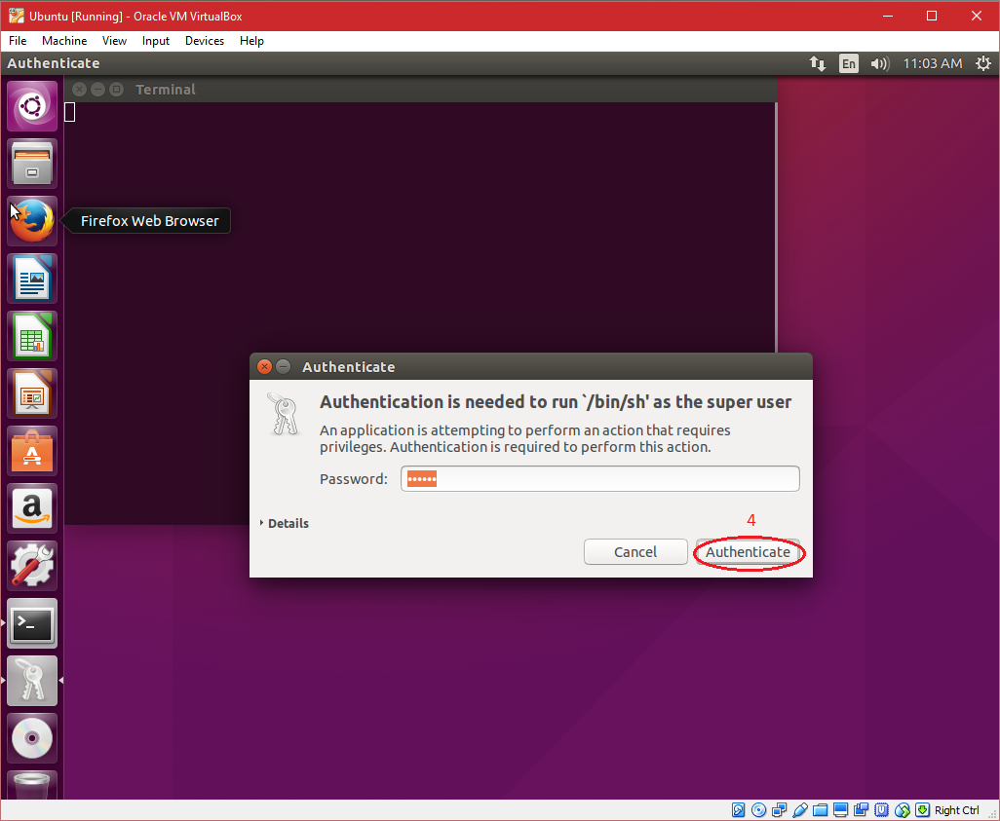 Ubuntu [Running] - Oracle VM VirtualBox
File Machine View Input Devices Help
Authenticate En 11:03 AM
Terminal
Firefox Web Browser
Authenticate
Authentication is needed to run `/bin/sh' as the super user
An application is attempting to perform an action that requires
privileges. Authentication is required to perform this action.
Password: ••••••
Details
4
Cancel Authenticate
Right Ctrl